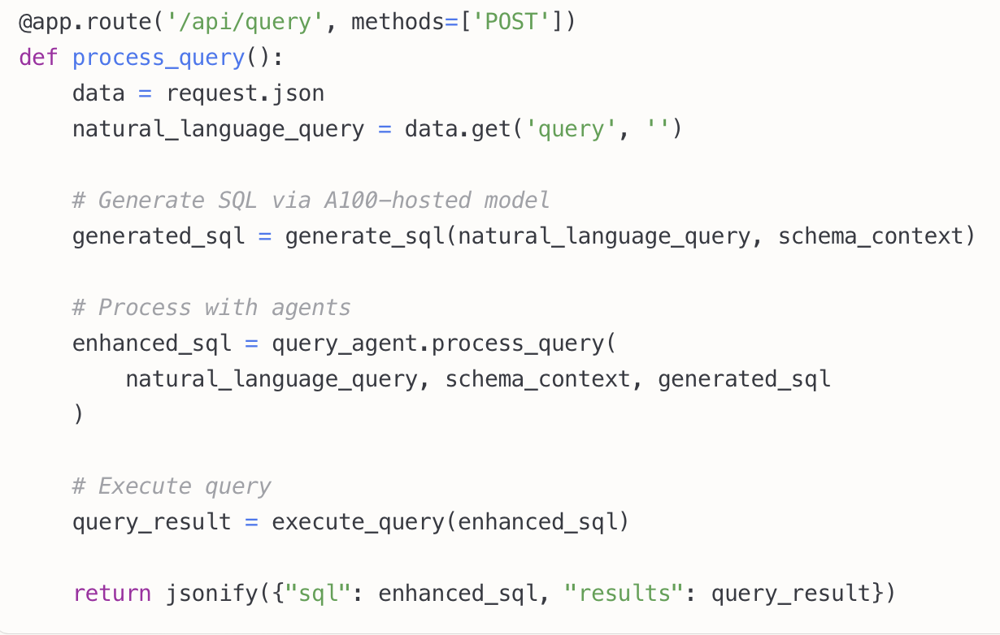 @app.route('/api/query', methods=['POST'])
def process_query():
    data = request.json
    natural_language_query = data.get('query', '')
    # Generate SQL via A100-hosted model
    generated_sql = generate_sql(natural_language_query, schema_context)
    # Process with agents
    enhanced_sql = query_agent.process_query(
        natural_language_query, schema_context, generated_sql
    )
    # Execute query
    query_result = execute_query(enhanced_sql)
    return jsonify({"sql": enhanced_sql, "results": query_result})